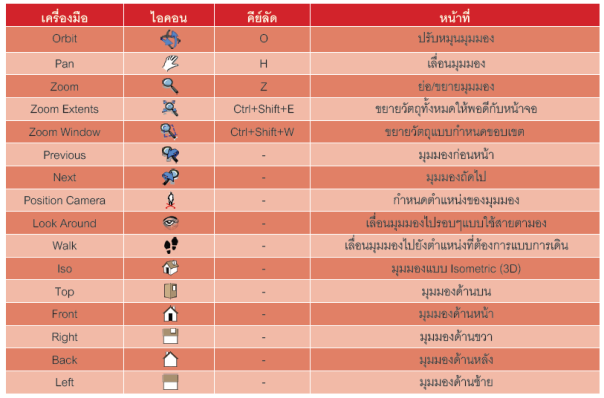 เครื่องมือ ไอคอน คีย์ลัด หน้าที่
Orbit O ปรับหมุนมุมมอง
Pan H เลื่อนมุมมอง
Zoom Z ย่อ/ขยายมุมมอง
Zoom Extents Ctrl+Shift+E ขยายวัตถุทั้งหมดให้พอดีกับหน้าจอ
Zoom Window Ctrl+Shift+W ขยายวัตถุแบบกำหนดขอบเขต
Previous - มุมมองก่อนหน้า
Next - มุมมองถัดไป
Position Camera - กำหนดตำแหน่งของมุมมอง
Look Around - เลื่อนมุมมองไปรอบๆแบบใช้สายตามอง
Walk - เลื่อนมุมมองไปยังตำแหน่งที่ต้องการแบบการเดิน
Iso - มุมมองแบบ Isometric (3D)
Top - มุมมองด้านบน
Front - มุมมองด้านหน้า
Right - มุมมองด้านขวา
Back - มุมมองด้านหลัง
Left - มุมมองด้านซ้าย